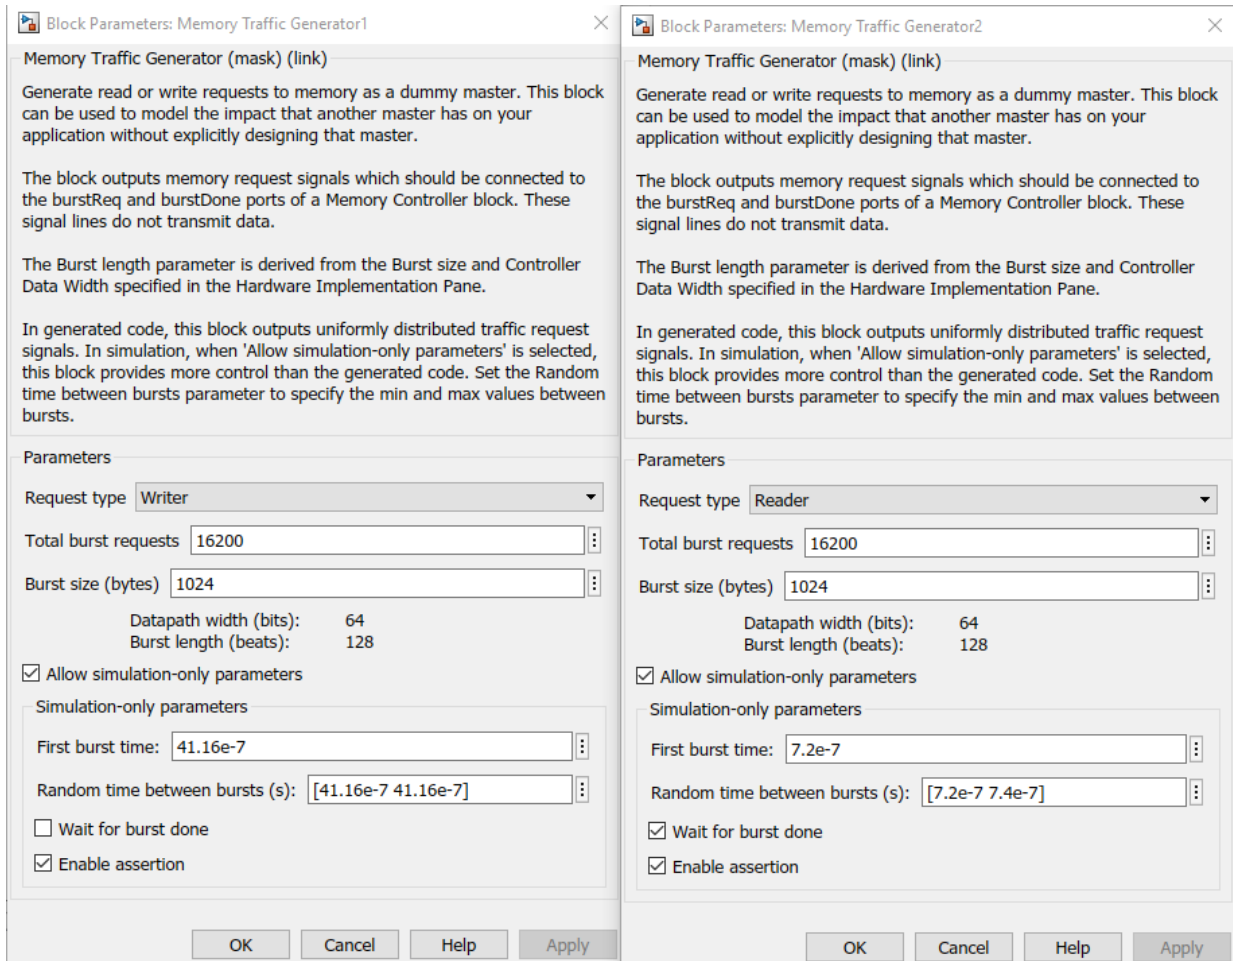 Block Parameters: Memory Traffic Generator1
Memory Traffic Generator (mask) (link)
Generate read or write requests to memory as a dummy master. This block
can be used to model the impact that another master has on your
application without explicitly designing that master.
The block outputs memory request signals which should be connected to
the burstReq and burstDone ports of a Memory Controller block. These
signal lines do not transmit data.
The Burst length parameter is derived from the Burst size and Controller
Data Width specified in the Hardware Implementation Pane.
In generated code, this block outputs uniformly distributed traffic request
signals. In simulation, when 'Allow simulation-only parameters' is selected,
this block provides more control than the generated code. Set the Random
time between bursts parameter to specify the min and max values between
bursts.
Parameters
Request type Writer
Total burst requests 16200
Burst size (bytes) 1024
Datapath width (bits): 64
Burst length (beats): 128
Allow simulation-only parameters
Simulation-only parameters
First burst time: 41.16e-7
Random time between bursts (s): [41.16e-7 41.16e-7]
Wait for burst done
Enable assertion
OK Cancel Help Apply
Block Parameters: Memory Traffic Generator2
Memory Traffic Generator (mask) (link)
Generate read or write requests to memory as a dummy master. This block
can be used to model the impact that another master has on your
application without explicitly designing that master.
The block outputs memory request signals which should be connected to
the burstReq and burstDone ports of a Memory Controller block. These
signal lines do not transmit data.
The Burst length parameter is derived from the Burst size and Controller
Data Width specified in the Hardware Implementation Pane.
In generated code, this block outputs uniformly distributed traffic request
signals. In simulation, when 'Allow simulation-only parameters' is selected,
this block provides more control than the generated code. Set the Random
time between bursts parameter to specify the min and max values between
bursts.
Parameters
Request type Reader
Total burst requests 16200
Burst size (bytes) 1024
Datapath width (bits): 64
Burst length (beats): 128
Allow simulation-only parameters
Simulation-only parameters
First burst time: 7.2e-7
Random time between bursts (s): [7.2e-7 7.4e-7]
Wait for burst done
Enable assertion
OK Cancel Help Apply